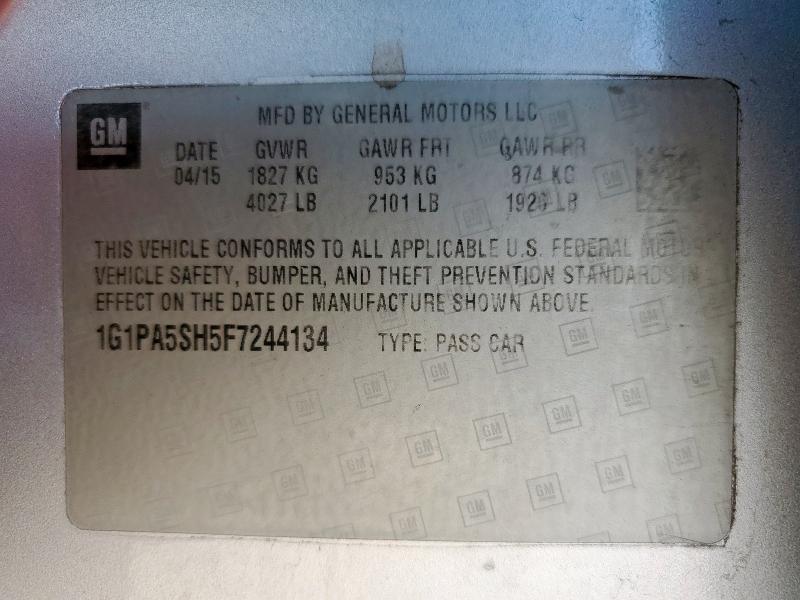 GM
MFD BY GENERAL MOTORS LLC
DATE GVWR GAWR FRT GAWR RR
04/15 1827 KG 953 KG 874 KG
4027 LB 2101 LB 1926 LB
THIS VEHICLE CONFORMS TO ALL APPLICABLE U.S. FEDERAL MOTOR
VEHICLE SAFETY, BUMPER, AND THEFT PREVENTION STANDARDS IN
EFFECT ON THE DATE OF MANUFACTURE SHOWN ABOVE.
1G1PA5SH5F7244134 TYPE: PASS CAR